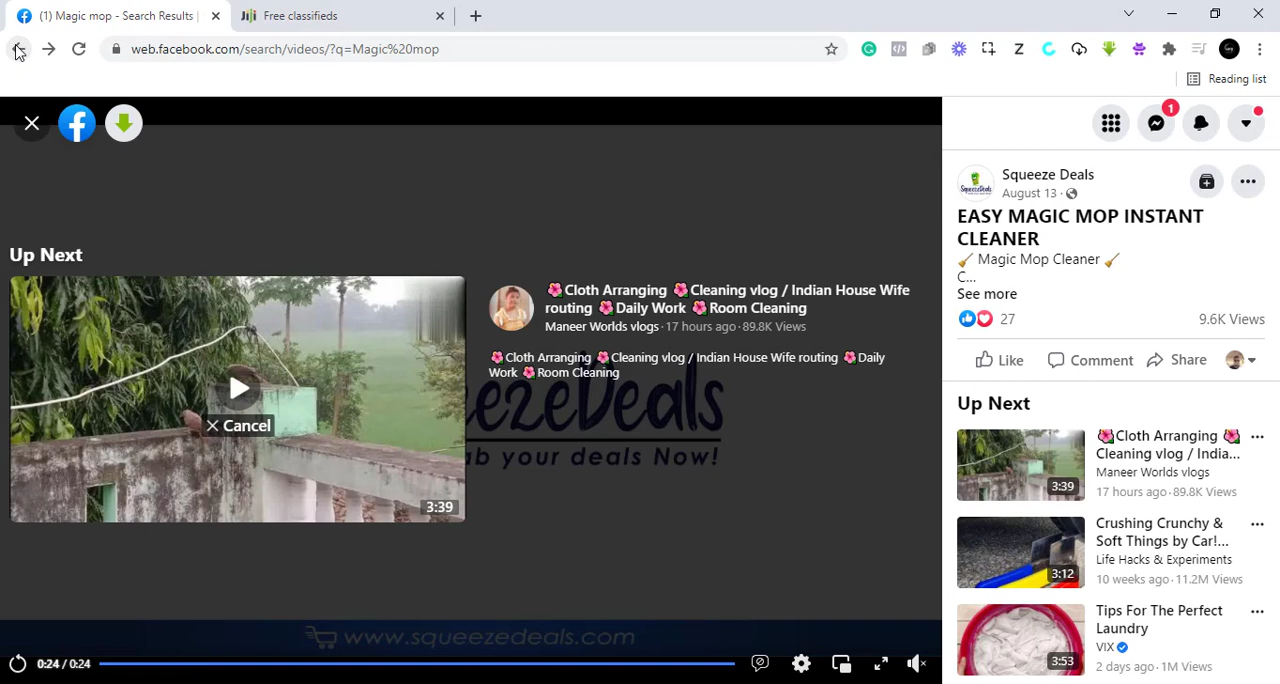 (1) Magic mop - Search Results
Free classifieds
web.facebook.com/search/videos/?q=Magic%20mop
Reading list
Up Next
Cancel
3:39
🌺Cloth Arranging 🌺Cleaning vlog / Indian House Wife
routing 🌺Daily Work 🌺Room Cleaning
Maneer Worlds vlogs · 17 hours ago · 89.8K Views
🌺Cloth Arranging 🌺Cleaning vlog / Indian House Wife routing 🌺Daily
Work 🌺Room Cleaning
ezeDeals
ab your deals Now!
www.squeezedeals.com
0:24 / 0:24
1
Squeeze Deals
August 13 ·
EASY MAGIC MOP INSTANT
CLEANER
🧹 Magic Mop Cleaner 🧹
C...
See more
27
9.6K Views
Like
Comment
Share
Up Next
🌺Cloth Arranging 🌺
Cleaning vlog / India...
Maneer Worlds vlogs
17 hours ago · 89.8K Views
3:39
Crushing Crunchy &
Soft Things by Car!...
Life Hacks & Experiments
10 weeks ago · 11.2M Views
3:12
Tips For The Perfect
Laundry
VIX
2 days ago · 1M Views
3:53